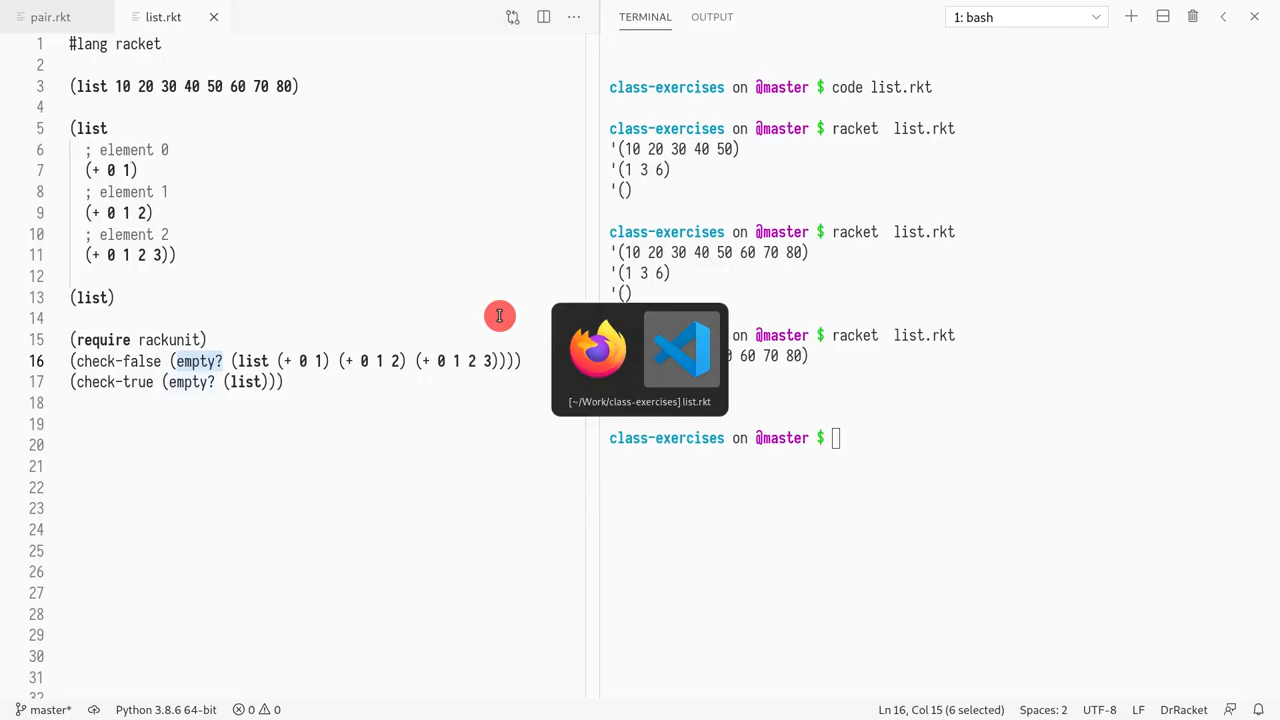 pair.rkt
list.rkt
1 #lang racket
2
3 (list 10 20 30 40 50 60 70 80)
4
5 (list
6 ; element 0
7 (+ 0 1)
8 ; element 1
9 (+ 0 1 2)
10 ; element 2
11 (+ 0 1 2 3))
12
13 (list)
14
15 (require rackunit)
16 (check-false (empty? (list (+ 0 1) (+ 0 1 2) (+ 0 1 2 3))))
17 (check-true (empty? (list)))
18
19
20
21
22
23
24
25
26
27
28
29
30
31
32
TERMINAL OUTPUT
1: bash
class-exercises on @master $ code list.rkt
class-exercises on @master $ racket  list.rkt
'(10 20 30 40 50)
'(1 3 6)
'()
class-exercises on @master $ racket  list.rkt
'(10 20 30 40 50 60 70 80)
'(1 3 6)
'()
on @master $ racket  list.rkt
0 60 70 80)
class-exercises on @master $
[~/Work/class-exercises] list.rkt
master* Python 3.8.6 64-bit 0 0 Ln 16, Col 15 (6 selected) Spaces: 2 UTF-8 LF DrRacket